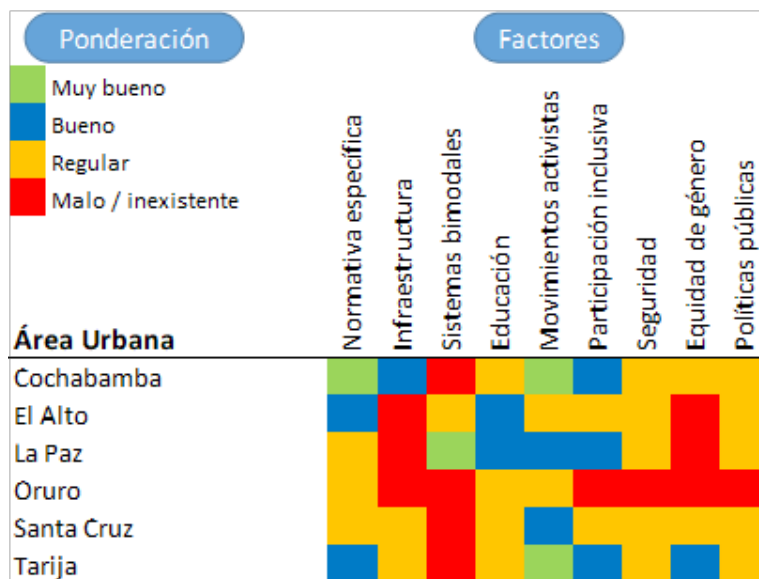 Ponderación
Factores
Muy bueno
Bueno
Regular
Malo / inexistente
Normativa específica
Infraestructura
Sistemas bimodales
Educación
Movimientos activistas
Participación inclusiva
Seguridad
Equidad de género
Políticas públicas
Área Urbana
Cochabamba
El Alto
La Paz
Oruro
Santa Cruz
Tarija